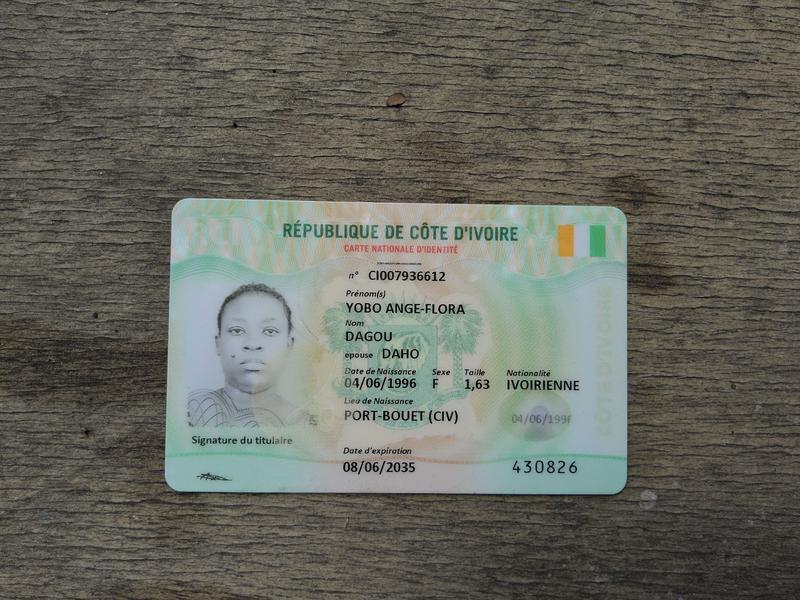 RÉPUBLIQUE DE CÔTE D'IVOIRE
CARTE NATIONALE D'IDENTITÉ
n° CI007936612
Prénom(s)
YOBO ANGE-FLORA
Nom
DAGOU
epouse DAHO
Date de Naissance Sexe Taille Nationalité
04/06/1996 F 1,63 IVOIRIENNE
Lieu de Naissance
PORT-BOUET (CIV)
04/06/199
Signature du titulaire
Date d'expiration
08/06/2035
430826
CÔTE D'IVOIRE